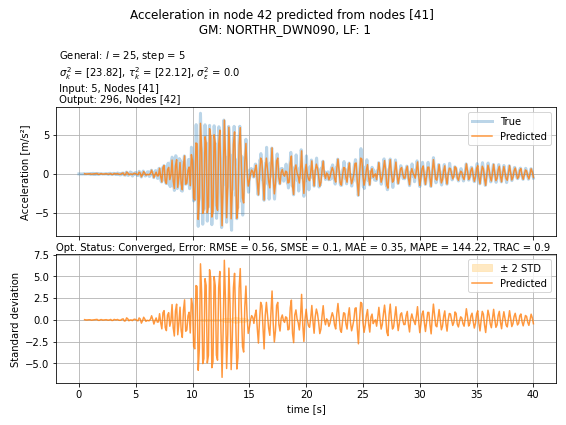 Acceleration in node 42 predicted from nodes [41]
GM: NORTHR_DWN090, LF: 1
General: l = 25, step = 5
σ²ₖ = [23.82], τ²ₖ = [22.12], σ²ε = 0.0
Input: 5, Nodes [41]
Output: 296, Nodes [42]
Acceleration [m/s²]
5
0
−5
True
Predicted
Opt. Status: Converged, Error: RMSE = 0.56, SMSE = 0.1, MAE = 0.35, MAPE = 144.22, TRAC = 0.9
Standard deviation
7.5
5.0
2.5
0.0
−2.5
−5.0
± 2 STD
Predicted
0 5 10 15 20 25 30 35 40
time [s]